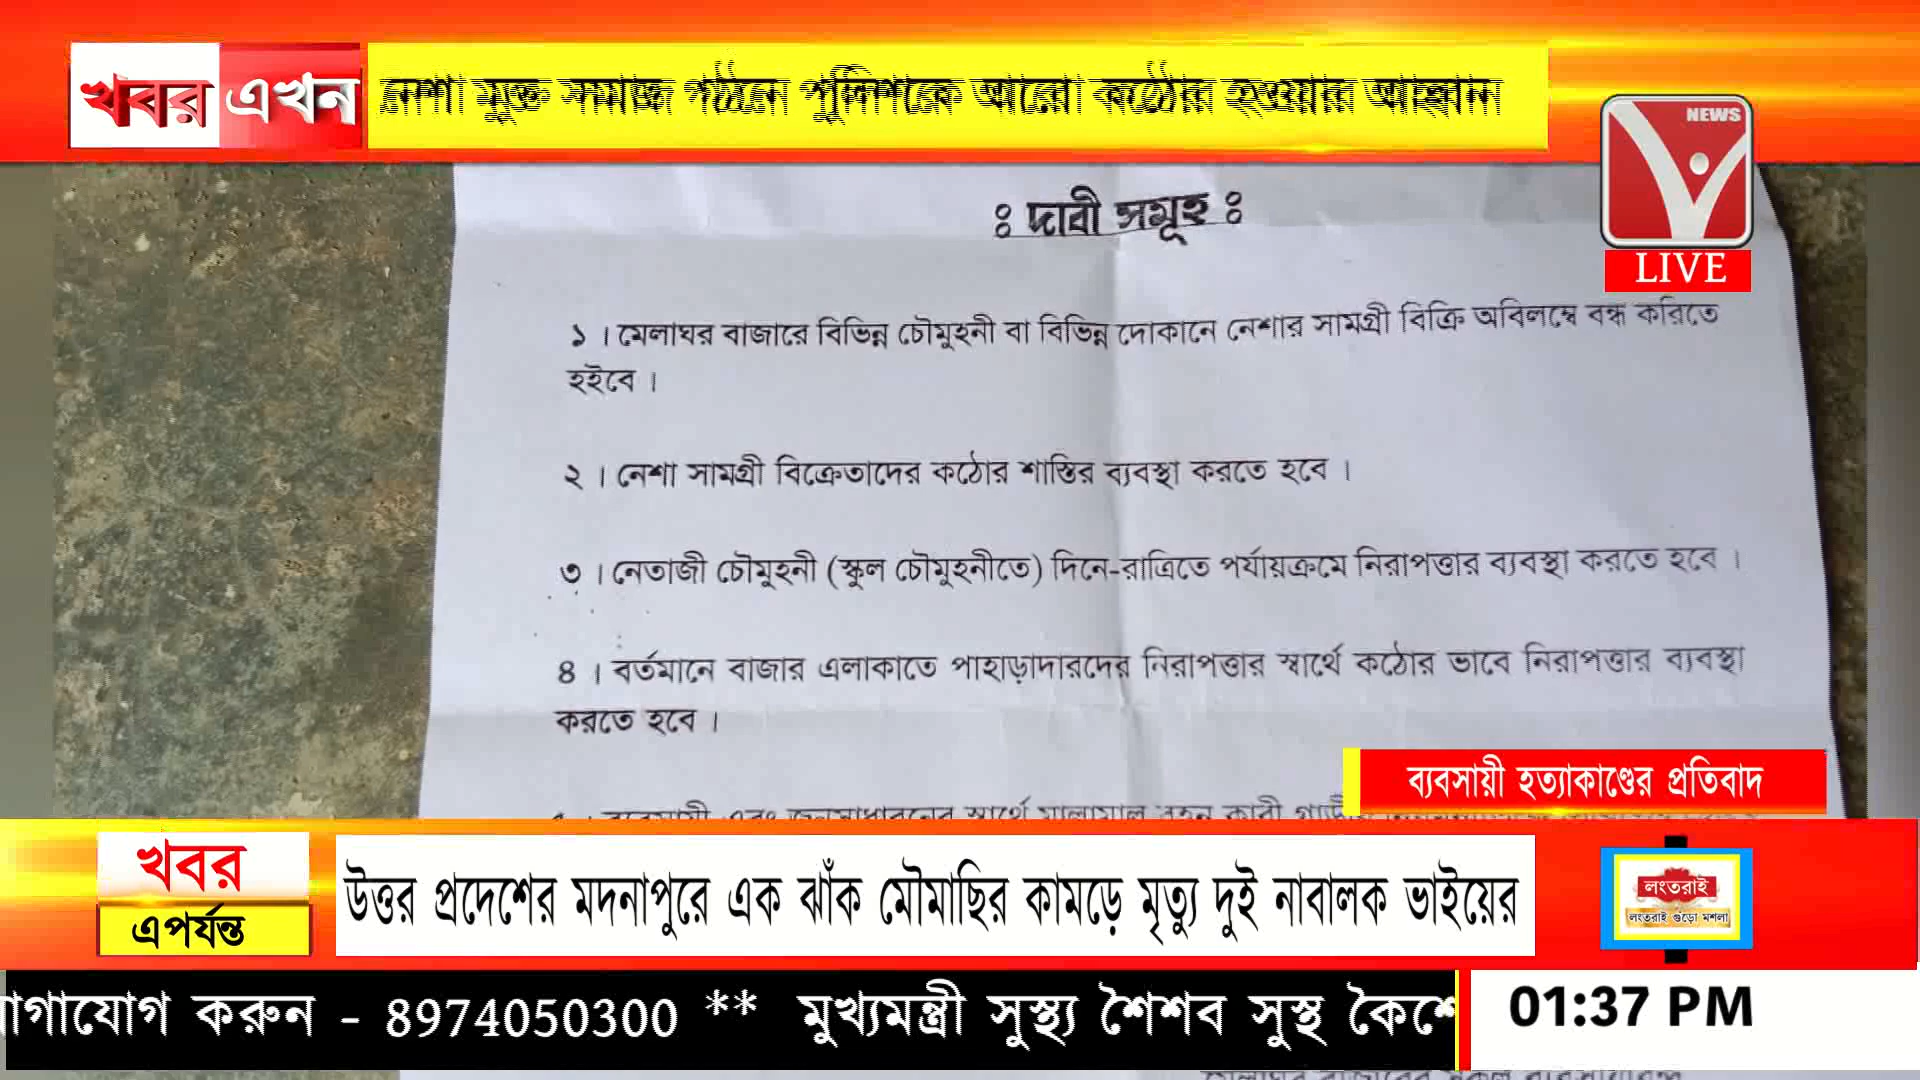 খবর এখন
নেশা মুক্ত সমাজ গঠনে পুলিশকে আরো কঠোর হওয়ার আহ্বান
NEWS
LIVE
ঃ দাবী সমূহ ঃ
১ । মেলাঘর বাজারে বিভিন্ন চৌমুহনী বা বিভিন্ন দোকানে নেশার সামগ্রী বিক্রি অবিলম্বে বন্ধ করিতে
হইবে ।
২ । নেশা সামগ্রী বিক্রেতাদের কঠোর শাস্তির ব্যবস্থা করতে হবে ।
৩ । নেতাজী চৌমুহনী (স্কুল চৌমুহনীতে) দিনে-রাত্রিতে পর্যায়ক্রমে নিরাপত্তার ব্যবস্থা করতে হবে ।
৪ । বর্তমানে বাজার এলাকাতে পাহাড়াদারদের নিরাপত্তার স্বার্থে কঠোর ভাবে নিরাপত্তার ব্যবস্থা
করতে হবে ।
ব্যবসায়ী হত্যাকাণ্ডের প্রতিবাদ
খবর
এপর্যন্ত
উত্তর প্রদেশের মদনাপুরে এক ঝাঁক মৌমাছির কামড়ে মৃত্যু দুই নাবালক ভাইয়ের
লংতরাই
লংতরাই গুঁড়ো মশলা
াগাযোগ করুন - 8974050300 ** মুখ্যমন্ত্রী সুস্থ্য শৈশব সুস্থ কৈশে
01:37 PM